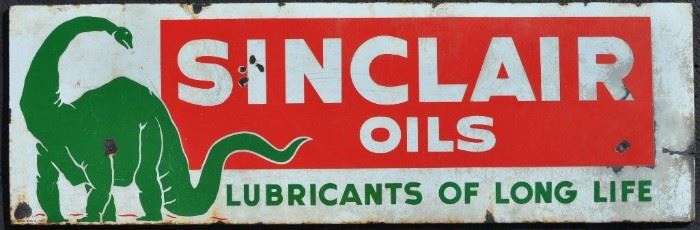 SINCLAIR
OILS
LUBRICANTS OF LONG LIFE